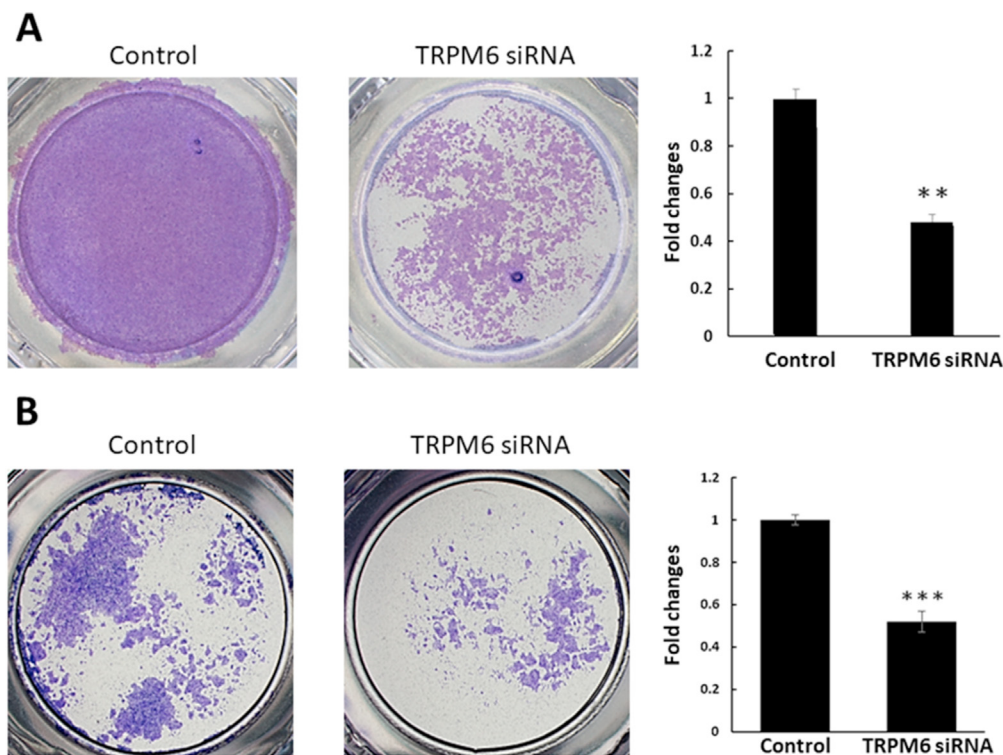 A
Control
TRPM6 siRNA
1.2
1
0.8
0.6
0.4
0.2
0
Fold changes
**
Control
TRPM6 siRNA
B
Control
TRPM6 siRNA
1.2
1
0.8
0.6
0.4
0.2
0
Fold changes
***
Control
TRPM6 siRNA